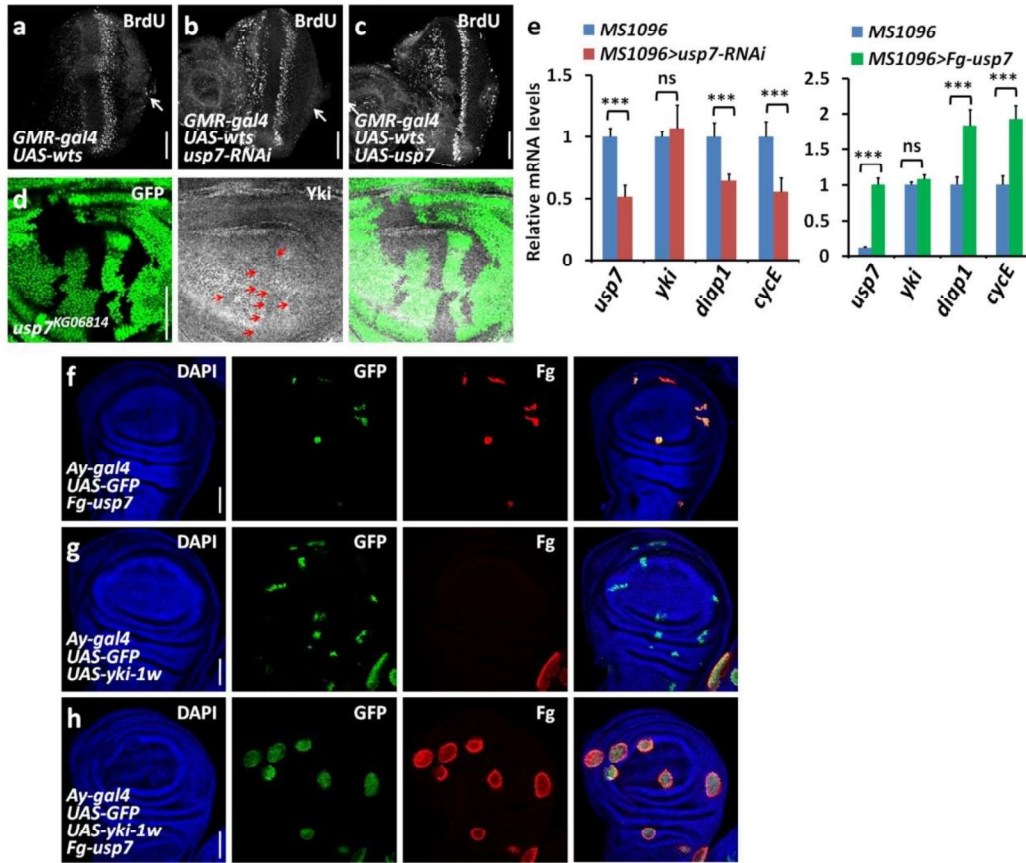 a BrdU
GMR-gal4
UAS-wts
b BrdU
GMR-gal4
UAS-wts
usp7-RNAi
c BrdU
GMR-gal4
UAS-wts
UAS-usp7
d GFP
usp7KG06814
Yki
e
MS1096
MS1096>usp7-RNAi
Relative mRNA levels
1.5
1
0.5
0
***
ns
***
***
usp7
yki
diap1
cycE
MS1096
MS1096>Fg-usp7
2.5
2
1.5
1
0.5
0
***
ns
***
***
usp7
yki
diap1
cycE
f DAPI GFP Fg
Ay-gal4
UAS-GFP
Fg-usp7
g DAPI GFP Fg
Ay-gal4
UAS-GFP
UAS-yki-1w
h DAPI GFP Fg
Ay-gal4
UAS-GFP
UAS-yki-1w
Fg-usp7